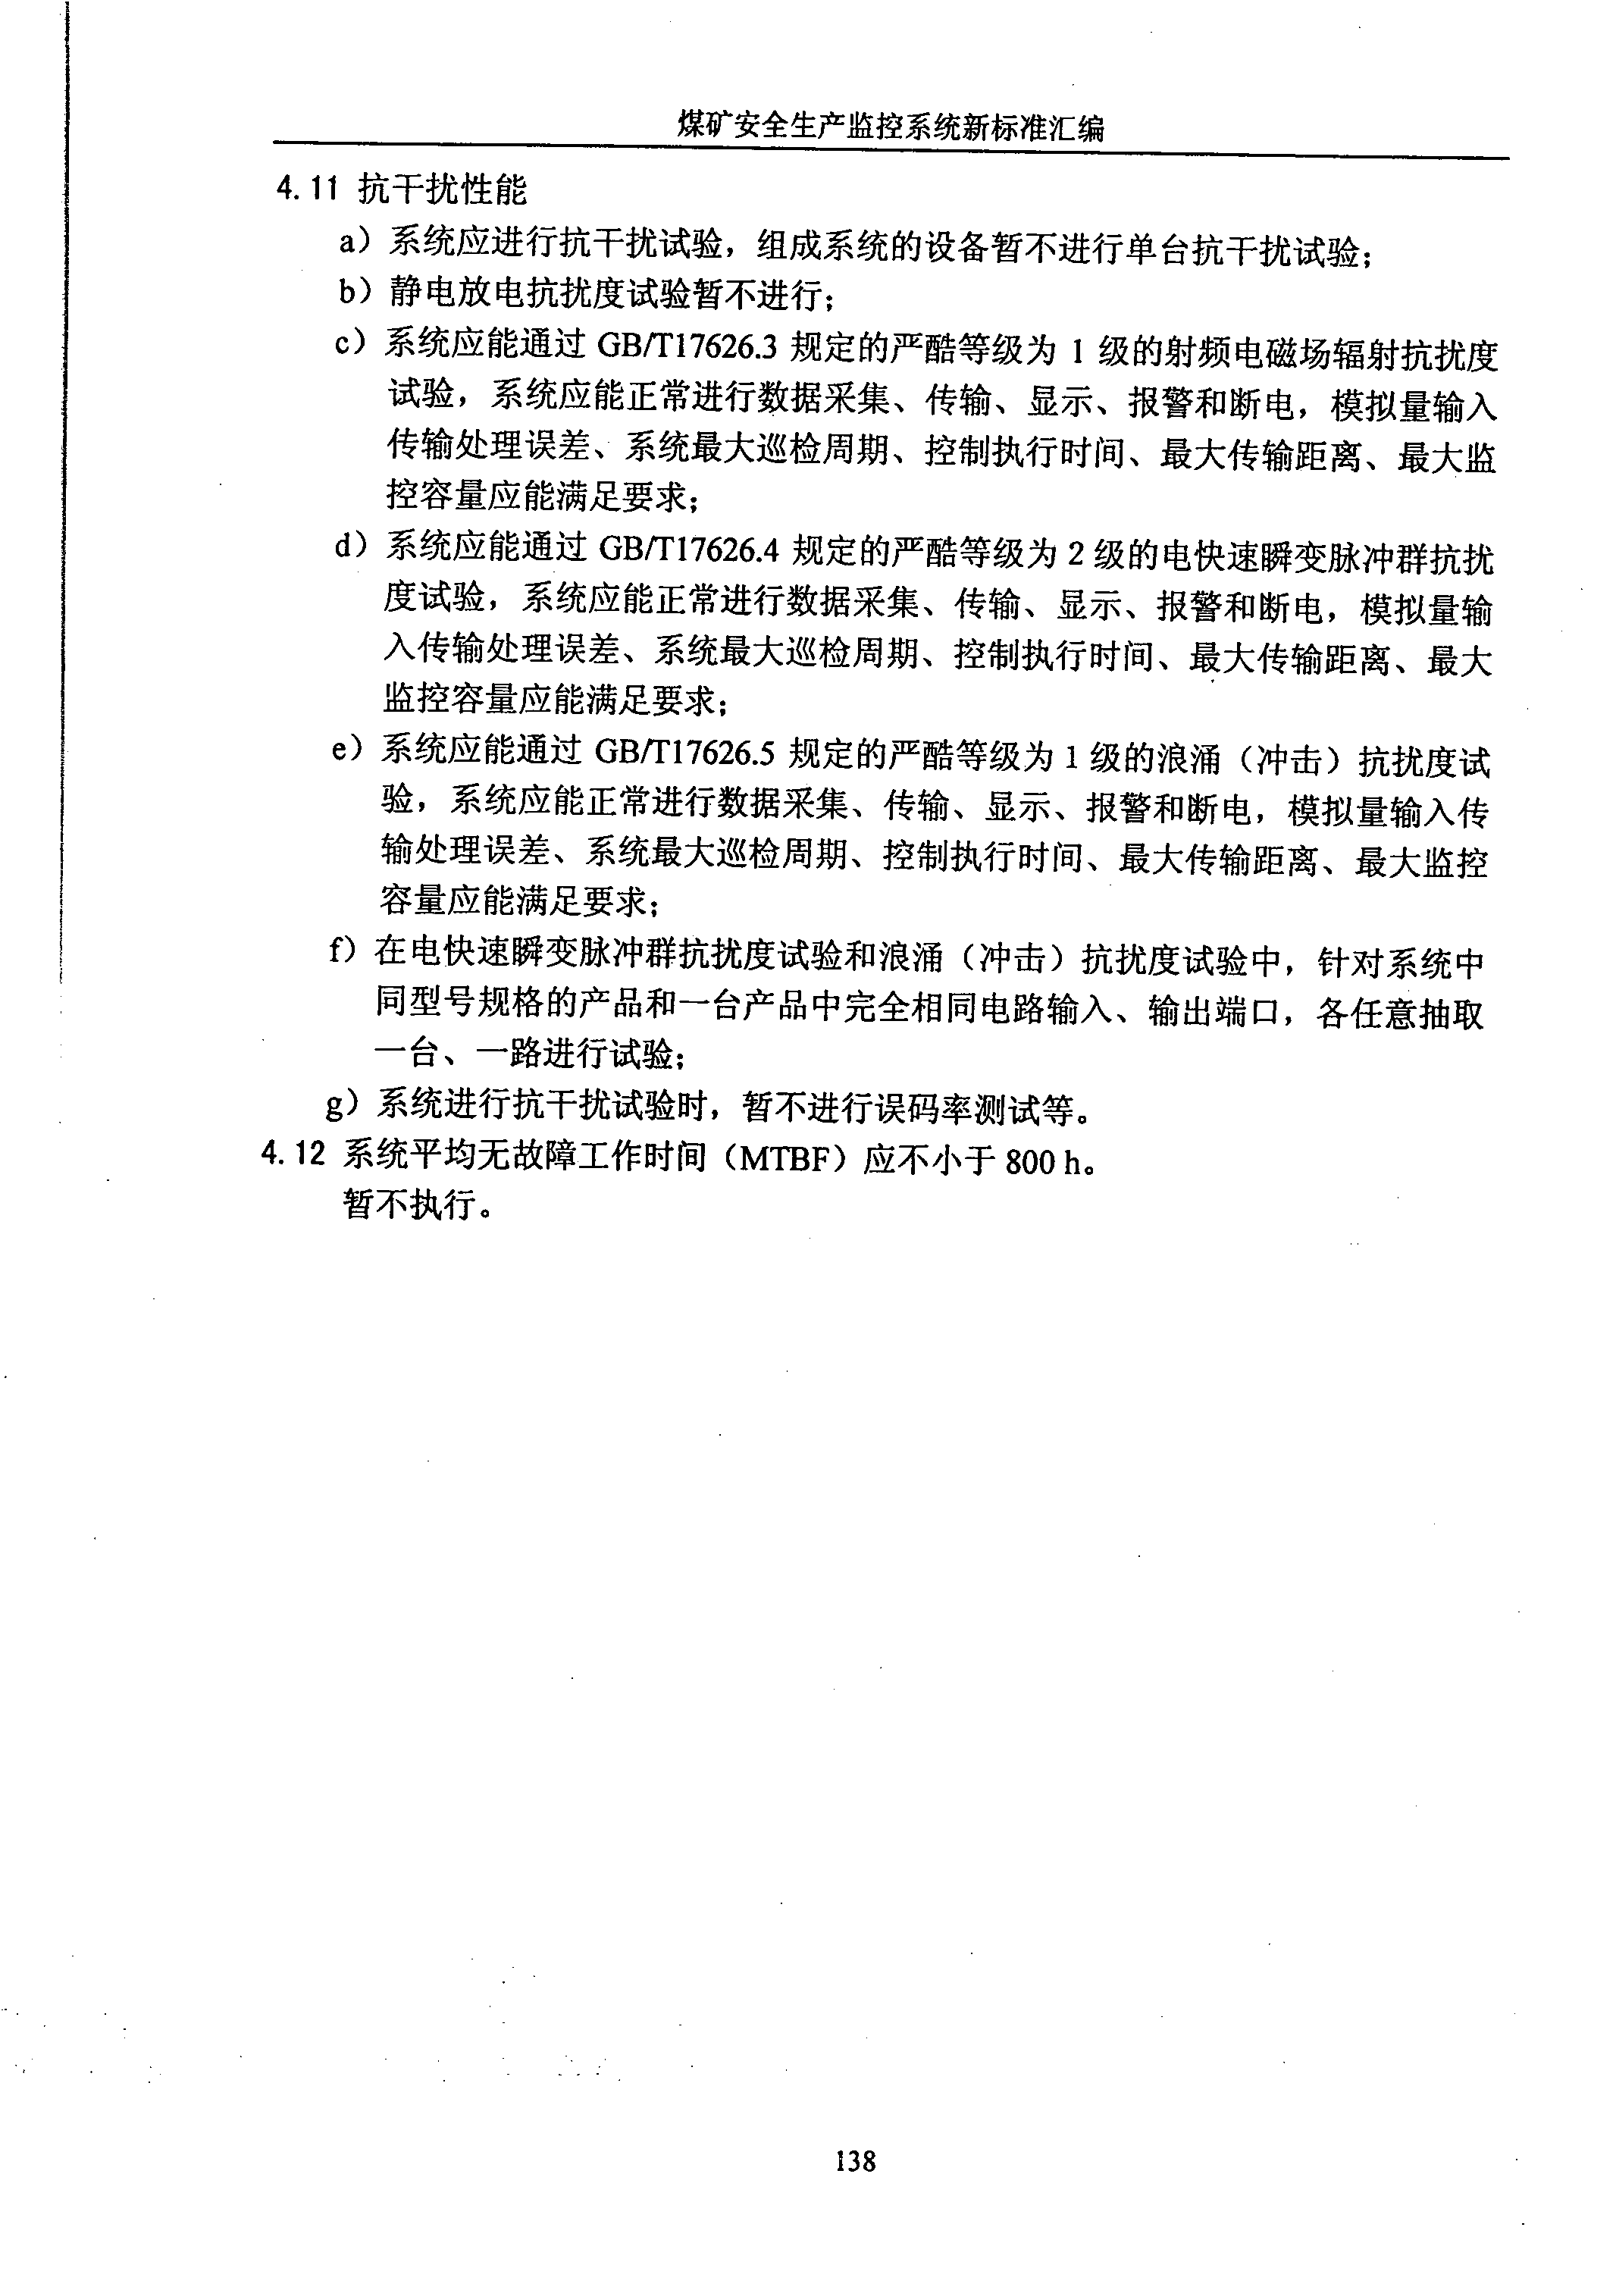 煤矿安全生产监控系统新标准汇编
4.11 抗干扰性能
a）系统应进行抗干扰试验，组成系统的设备暂不进行单台抗干扰试验；
b）静电放电抗扰度试验暂不进行；
c）系统应能通过 GB/T17626.3 规定的严酷等级为 1 级的射频电磁场辐射抗扰度
试验，系统应能正常进行数据采集、传输、显示、报警和断电，模拟量输入
传输处理误差、系统最大巡检周期、控制执行时间、最大传输距离、最大监
控容量应能满足要求；
d）系统应能通过 GB/T17626.4 规定的严酷等级为 2 级的电快速瞬变脉冲群抗扰
度试验，系统应能正常进行数据采集、传输、显示、报警和断电，模拟量输
入传输处理误差、系统最大巡检周期、控制执行时间、最大传输距离、最大
监控容量应能满足要求；
e）系统应能通过 GB/T17626.5 规定的严酷等级为 1 级的浪涌（冲击）抗扰度试
验，系统应能正常进行数据采集、传输、显示、报警和断电，模拟量输入传
输处理误差、系统最大巡检周期、控制执行时间、最大传输距离、最大监控
容量应能满足要求；
f）在电快速瞬变脉冲群抗扰度试验和浪涌（冲击）抗扰度试验中，针对系统中
同型号规格的产品和一台产品中完全相同电路输入、输出端口，各任意抽取
一台、一路进行试验；
g）系统进行抗干扰试验时，暂不进行误码率测试等。
4.12 系统平均无故障工作时间（MTBF）应不小于 800 h。
暂不执行。
138